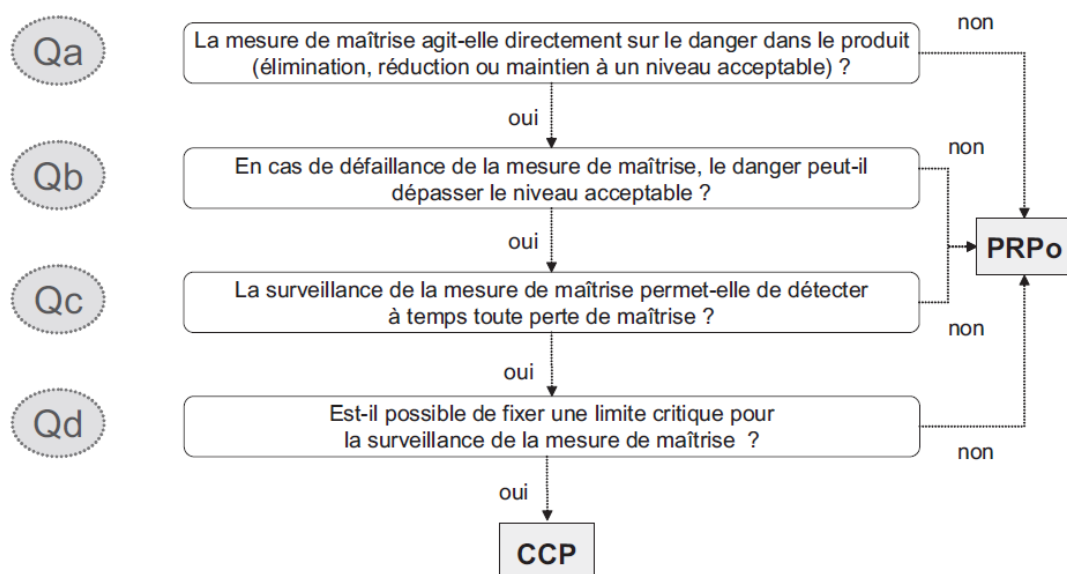 non
Qa
La mesure de maîtrise agit-elle directement sur le danger dans le produit
(élimination, réduction ou maintien à un niveau acceptable) ?
oui
non
Qb
En cas de défaillance de la mesure de maîtrise, le danger peut-il
dépasser le niveau acceptable ?
oui
PRPo
Qc
La surveillance de la mesure de maîtrise permet-elle de détecter
à temps toute perte de maîtrise ?
non
oui
Qd
Est-il possible de fixer une limite critique pour
la surveillance de la mesure de maîtrise ?
non
oui
CCP